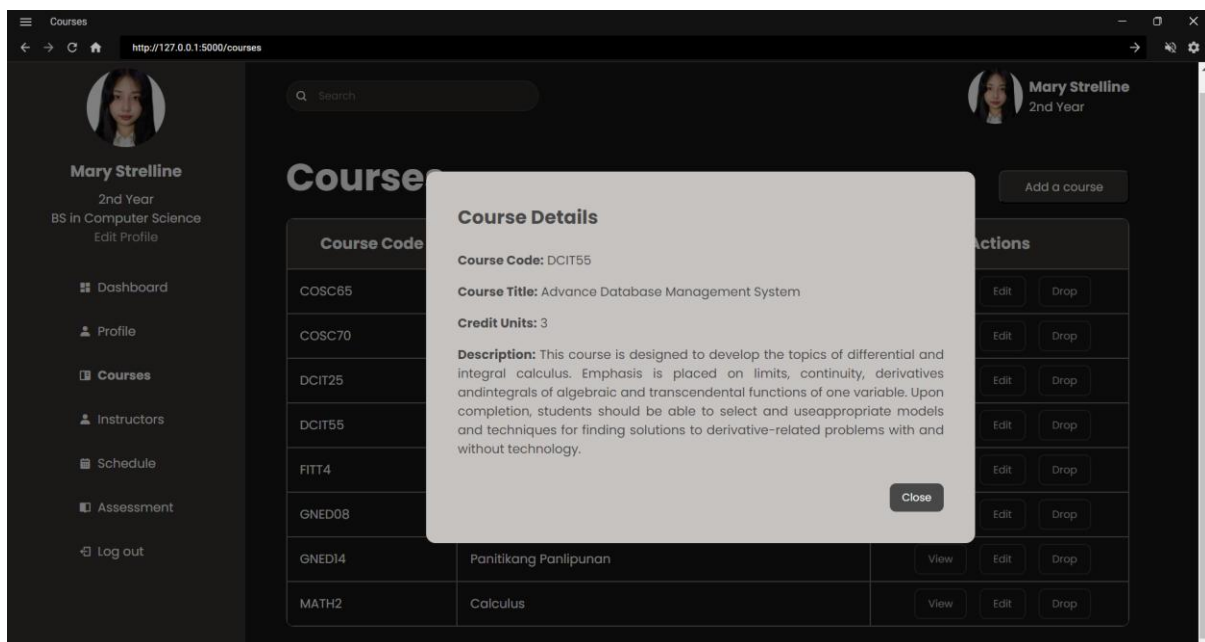 Courses
http://127.0.0.1:5000/courses
Mary Strelline
2nd Year
BS in Computer Science
Edit Profile
Dashboard
Profile
Courses
Instructors
Schedule
Assessment
Log out
Search
Mary Strelline
2nd Year
Courses
Add a course
Course Code
Actions
COSC65
Edit Drop
COSC70
Edit Drop
DCIT25
Edit Drop
DCIT55
Edit Drop
FITT4
Edit Drop
GNED08
Edit Drop
GNED14 Panitikang Panlipunan View Edit Drop
MATH2 Calculus View Edit Drop
Course Details
Course Code: DCIT55
Course Title: Advance Database Management System
Credit Units: 3
Description: This course is designed to develop the topics of differential and
integral calculus. Emphasis is placed on limits, continuity, derivatives
andintegrals of algebraic and transcendental functions of one variable. Upon
completion, students should be able to select and useappropriate models
and techniques for finding solutions to derivative-related problems with and
without technology.
Close